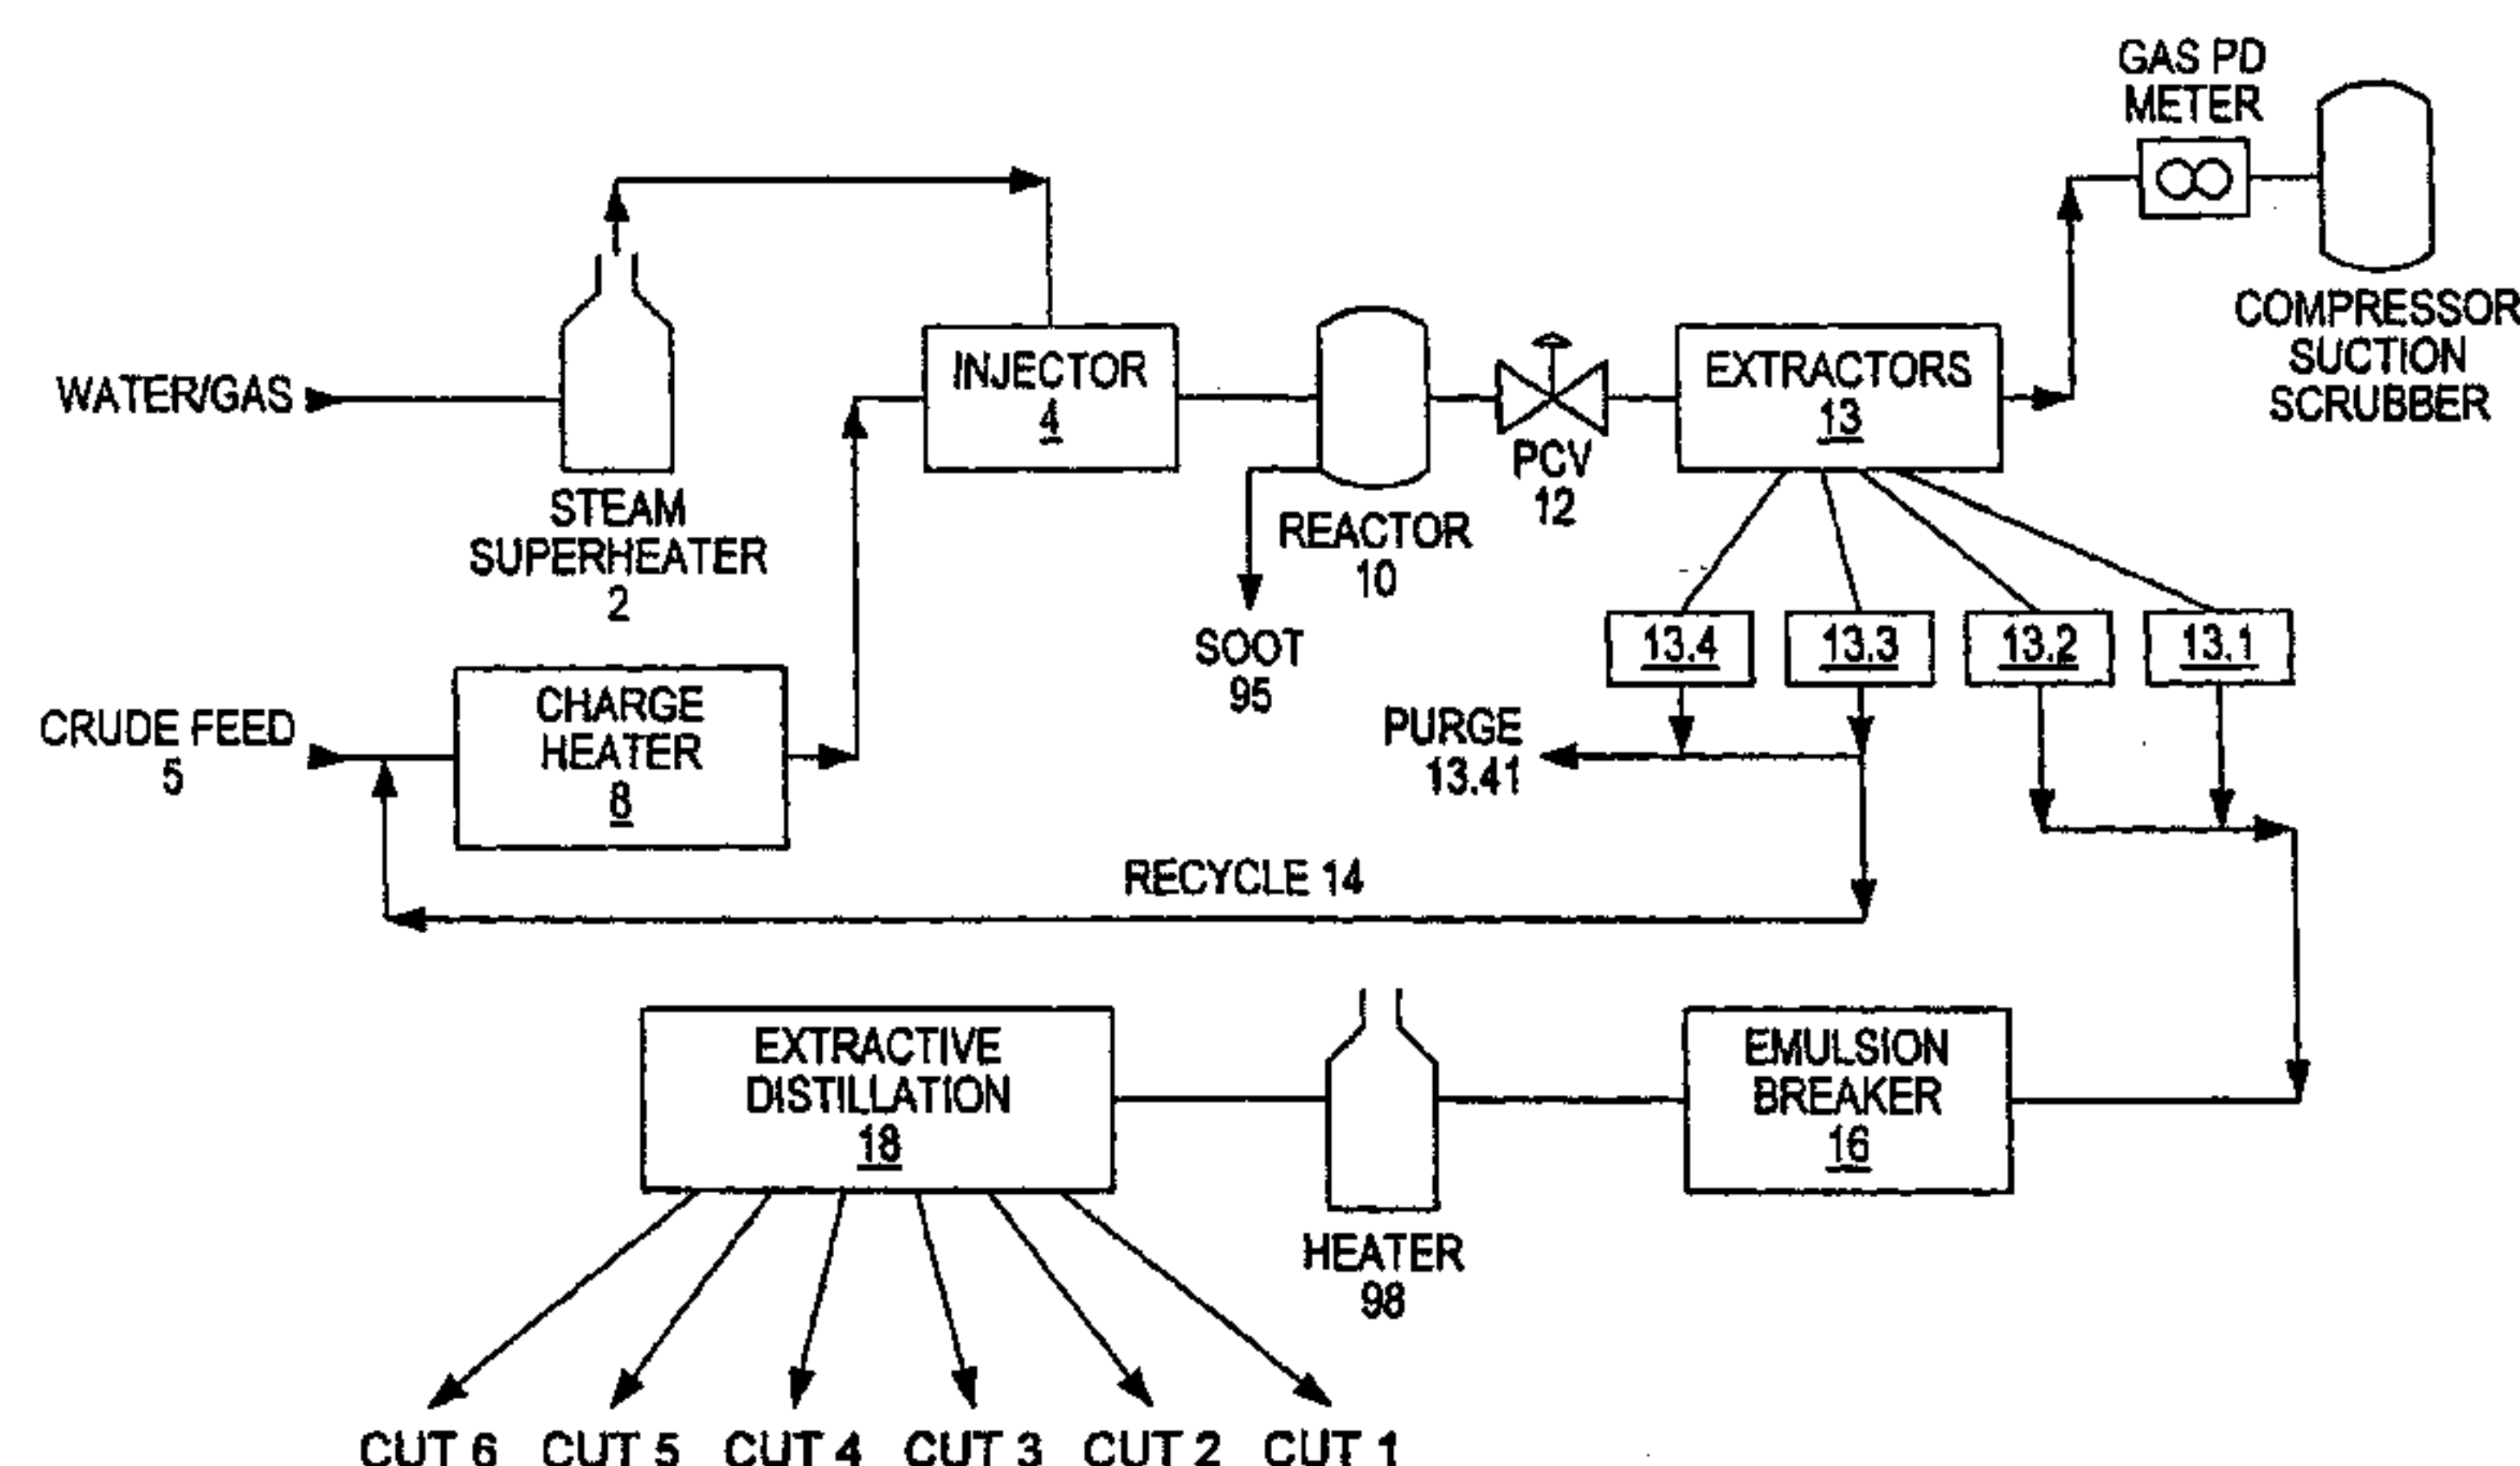 GAS PD
METER
COMPRESSOR
SUCTION
SCRUBBER
WATER/GAS
STEAM
SUPERHEATER
2
INJECTOR
4
REACTOR
10
PCV
12
EXTRACTORS
13
SOOT
95
13.4
13.3
13.2
13.1
CRUDE FEED
5
CHARGE
HEATER
8
PURGE
13.41
RECYCLE 14
EXTRACTIVE
DISTILLATION
18
HEATER
98
EMULSION
BREAKER
16
CUT 6
CUT 5
CUT 4
CUT 3
CUT 2
CUT 1